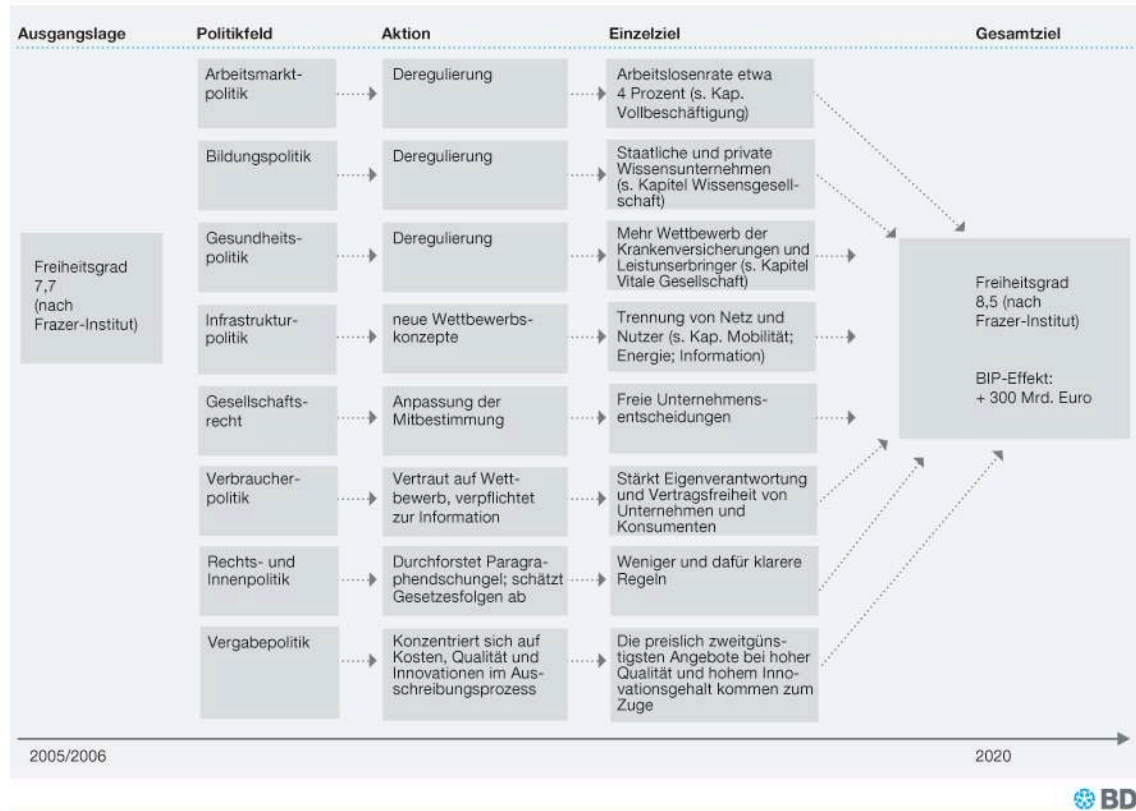 Ausgangslage
Politikfeld
Aktion
Einzelziel
Gesamtziel
Freiheitsgrad
7,7
(nach
Frazer-Institut)
Arbeitsmarkt-
politik
Deregulierung
Arbeitslosenrate etwa
4 Prozent (s. Kap.
Vollbeschäftigung)
Bildungspolitik
Deregulierung
Staatliche und private
Wissensunternehmen
(s. Kapitel Wissensgesell-
schaft)
Gesundheits-
politik
Deregulierung
Mehr Wettbewerb der
Krankenversicherungen und
Leistunserbringer (s. Kapitel
Vitale Gesellschaft)
Infrastruktur-
politik
neue Wettbewerbs-
konzepte
Trennung von Netz und
Nutzer (s. Kap. Mobilität;
Energie; Information)
Gesellschafts-
recht
Anpassung der
Mitbestimmung
Freie Unternehmens-
entscheidungen
Verbraucher-
politik
Vertraut auf Wett-
bewerb, verpflichtet
zur Information
Stärkt Eigenverantwortung
und Vertragsfreiheit von
Unternehmen und
Konsumenten
Rechts- und
Innenpolitik
Durchforstet Paragra-
phendschungel; schätzt
Gesetzesfolgen ab
Weniger und dafür klarere
Regeln
Vergabepolitik
Konzentriert sich auf
Kosten, Qualität und
Innovationen im Aus-
schreibungsprozess
Die preislich zweitgüns-
tigsten Angebote bei hoher
Qualität und hohem Inno-
vationsgehalt kommen zum
Zuge
Freiheitsgrad
8,5 (nach
Frazer-Institut)
BIP-Effekt:
+ 300 Mrd. Euro
2005/2006
2020
BD